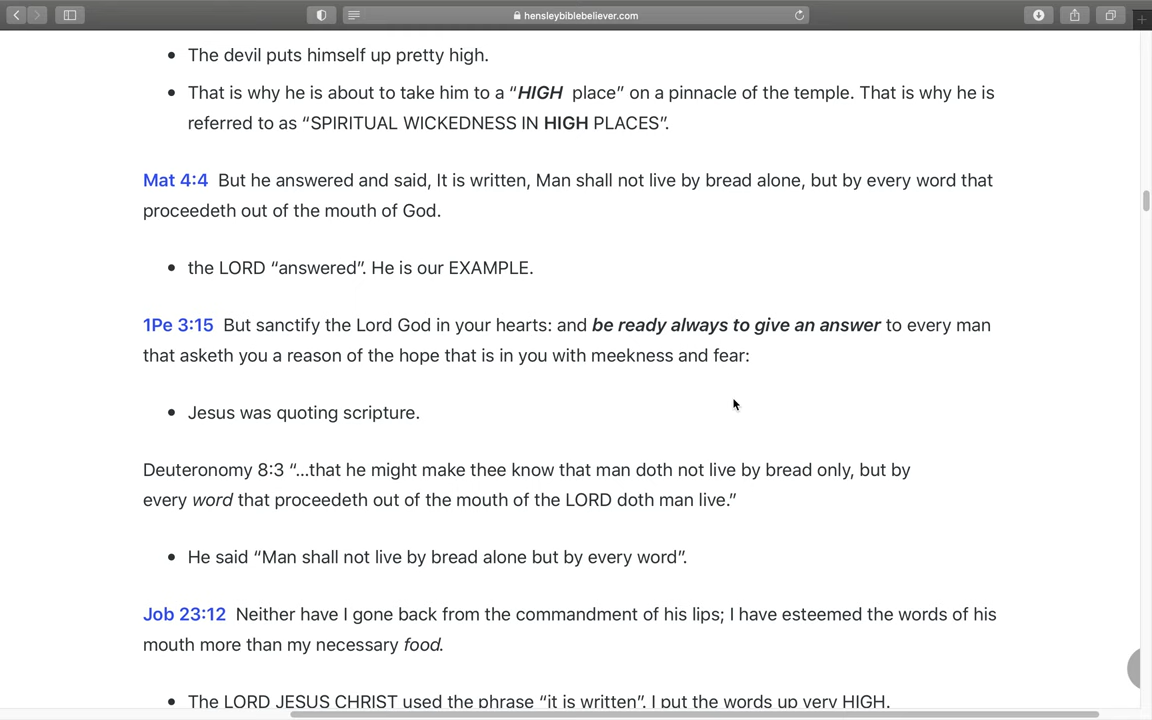 hensleybiblebeliever.com
• The devil puts himself up pretty high.
• That is why he is about to take him to a “HIGH  place” on a pinnacle of the temple. That is why he is
referred to as “SPIRITUAL WICKEDNESS IN HIGH PLACES”.
Mat 4:4  But he answered and said, It is written, Man shall not live by bread alone, but by every word that
proceedeth out of the mouth of God.
• the LORD “answered”. He is our EXAMPLE.
1Pe 3:15  But sanctify the Lord God in your hearts: and be ready always to give an answer to every man
that asketh you a reason of the hope that is in you with meekness and fear:
• Jesus was quoting scripture.
Deuteronomy 8:3 “…that he might make thee know that man doth not live by bread only, but by
every word that proceedeth out of the mouth of the LORD doth man live.”
• He said “Man shall not live by bread alone but by every word”.
Job 23:12  Neither have I gone back from the commandment of his lips; I have esteemed the words of his
mouth more than my necessary food.
• The LORD JESUS CHRIST used the phrase “it is written”. I put the words up very HIGH.